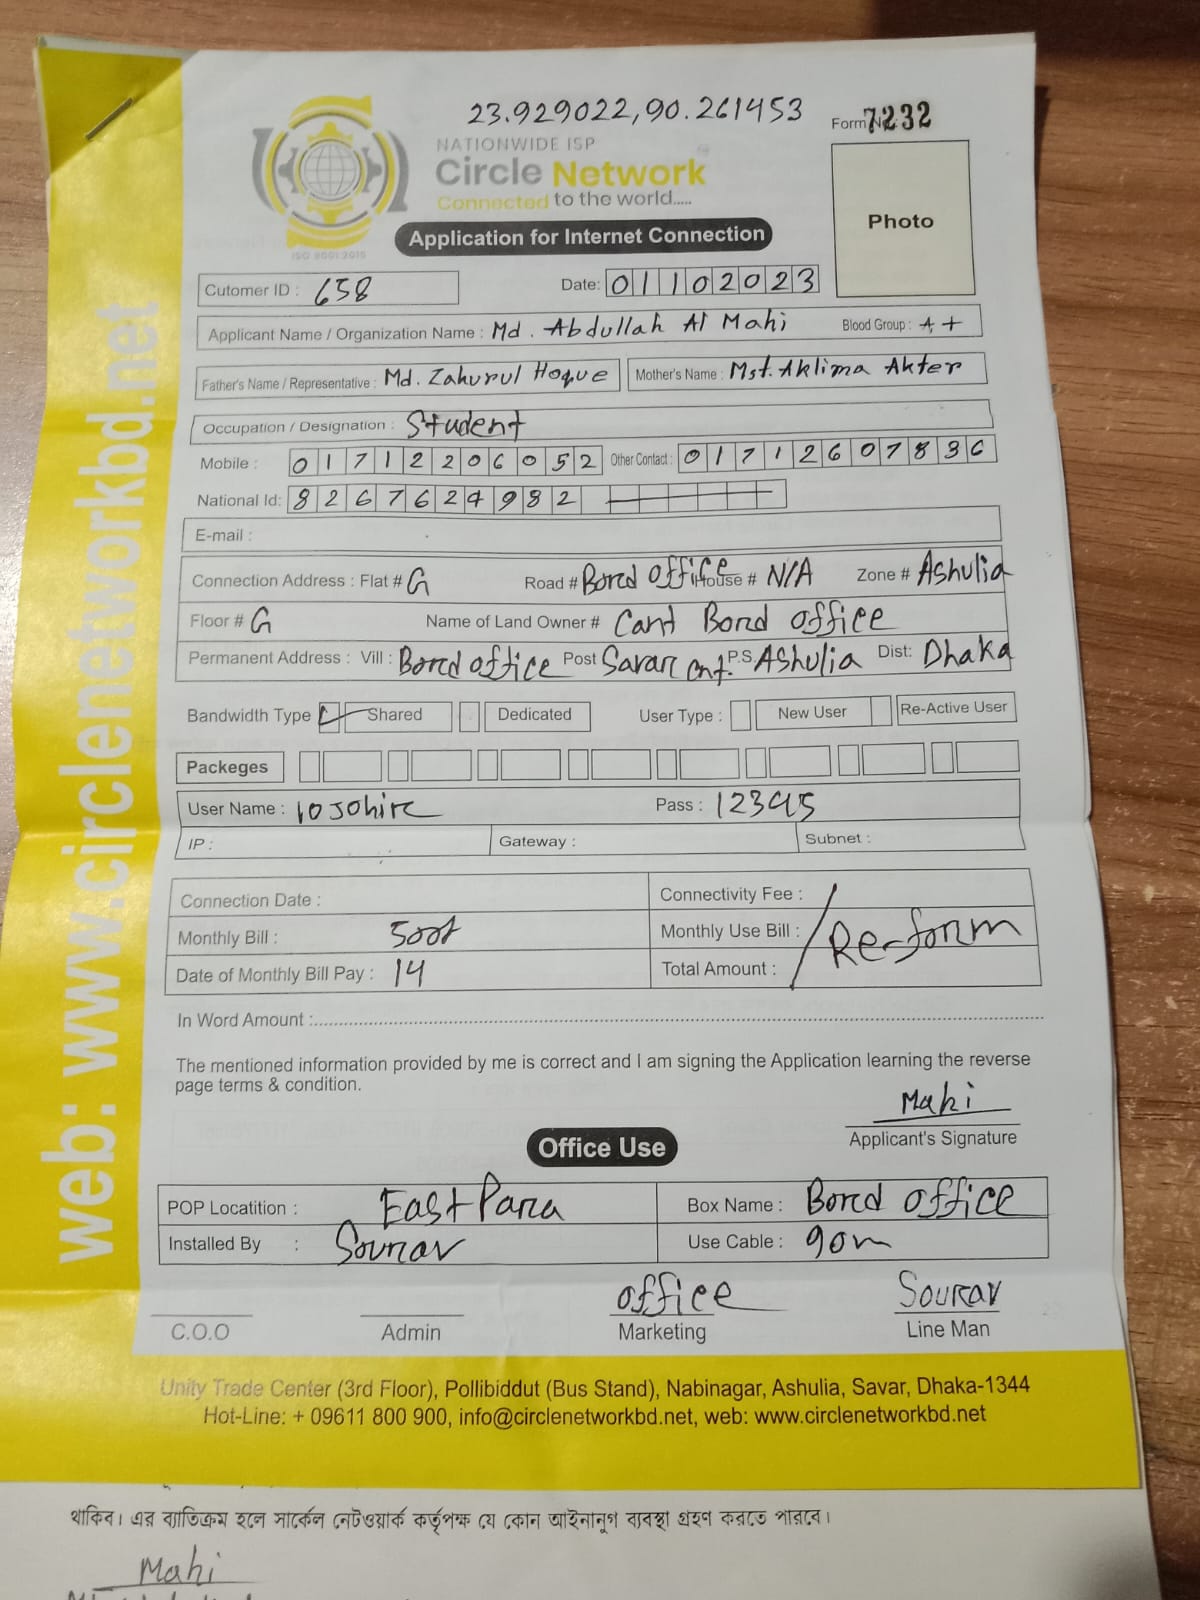 23.929022,90.261453
Form No: 7232
NATIONWIDE ISP
Circle Network
Connected to the world.....
ISO 9001:2015
Application for Internet Connection
Photo
Cutomer ID : 658 Date: 01102023
Applicant Name / Organization Name : Md. Abdullah Al Mahi Blood Group : A+
Father's Name / Representative : Md. Zahurul Hoque Mother's Name : Mst. Aklima Akter
Occupation / Designation : Student
Mobile : 01712206052 Other Contact : 01712607836
National Id: 8267624982
E-mail :
Connection Address : Flat # G Road # Bord office House # N/A Zone # Ashulia
Floor # G Name of Land Owner # Cant Bord office
Permanent Address : Vill : Bord office Post Savar cnt. P.S. Ashulia Dist: Dhaka
Bandwidth Type Shared Dedicated User Type : New User Re-Active User
Packeges
User Name : 10johir Pass : 12345
IP : Gateway : Subnet :
Connection Date : Connectivity Fee :
Monthly Bill : 500৳ Monthly Use Bill : Re-form
Date of Monthly Bill Pay : 14 Total Amount :
In Word Amount :
The mentioned information provided by me is correct and I am signing the Application learning the reverse
page terms & condition.
Mahi
Applicant's Signature
Office Use
POP Locatition : East Para Box Name : Bord office
Installed By : Sourav Use Cable : 90m
office Sourav
C.O.O Admin Marketing Line Man
Unity Trade Center (3rd Floor), Pollibiddut (Bus Stand), Nabinagar, Ashulia, Savar, Dhaka-1344
Hot-Line: + 09611 800 900, info@circlenetworkbd.net, web: www.circlenetworkbd.net
web: www.circlenetworkbd.net
থাকিব। এর ব্যাতিক্রম হলে সার্কেল নেটওয়ার্ক কর্তৃপক্ষ যে কোন আইনানুগ ব্যবস্থা গ্রহণ করতে পারবে।
Mahi